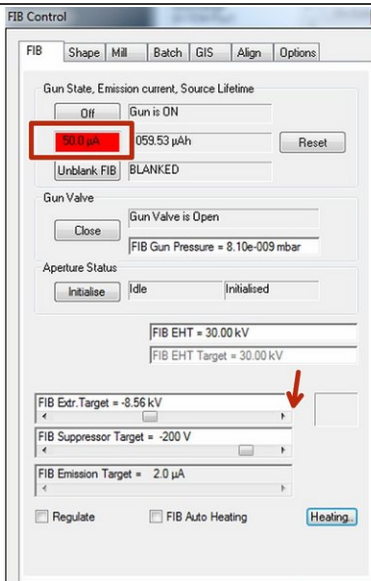 FIB Control
FIB Shape Mill Batch GIS Align Options
Gun State, Emission current, Source Lifetime
Off Gun is ON
50.0 µA 059.53 µAh Reset
Unblank FIB BLANKED
Gun Valve
Gun Valve is Open
Close
FIB Gun Pressure = 8.10e-009 mbar
Aperture Status
Initialise Idle Initialised
FIB EHT = 30.00 kV
FIB EHT Target = 30.00 kV
FIB Extr.Target = -8.56 kV
FIB Suppressor Target = -200 V
FIB Emission Target = 2.0 µA
Regulate FIB Auto Heating Heating..